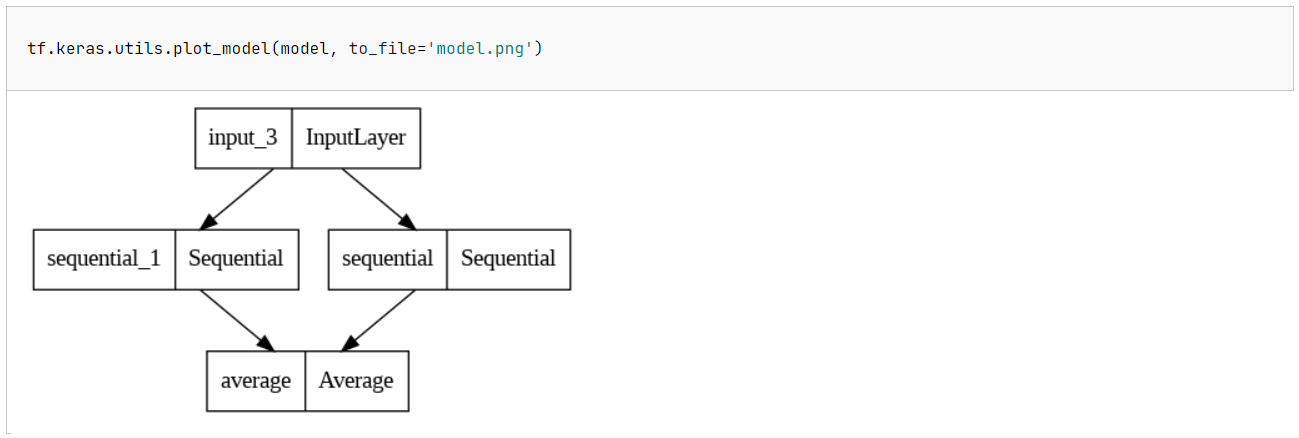 tf.keras.utils.plot_model(model, to_file='model.png')
input_3 InputLayer
sequential_1 Sequential sequential Sequential
average Average